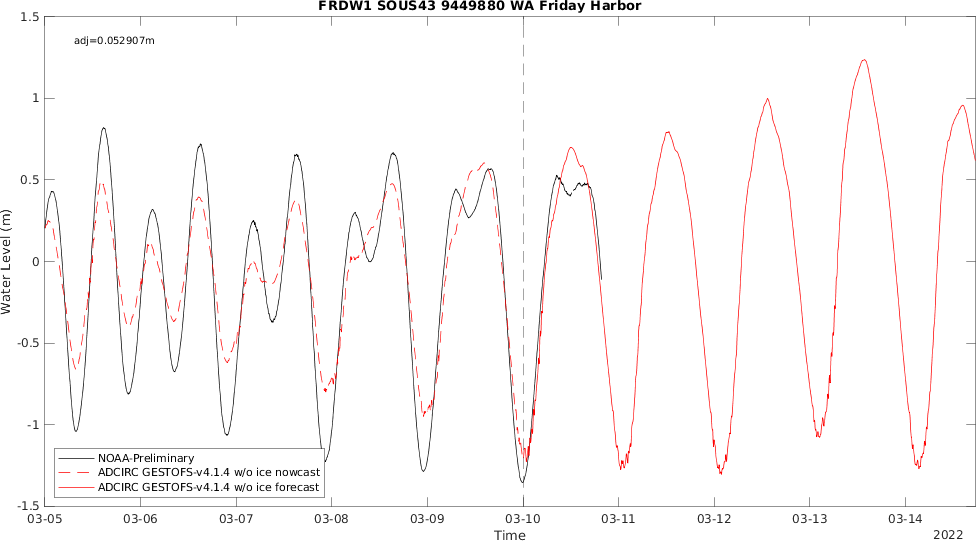 FRDW1 SOUS43 9449880 WA Friday Harbor
adj=0.052907m
1.5
1
0.5
0
-0.5
-1
-1.5
Water Level (m)
NOAA-Preliminary
ADCIRC GESTOFS-v4.1.4 w/o ice nowcast
ADCIRC GESTOFS-v4.1.4 w/o ice forecast
03-05 03-06 03-07 03-08 03-09 03-10 03-11 03-12 03-13 03-14
Time
2022